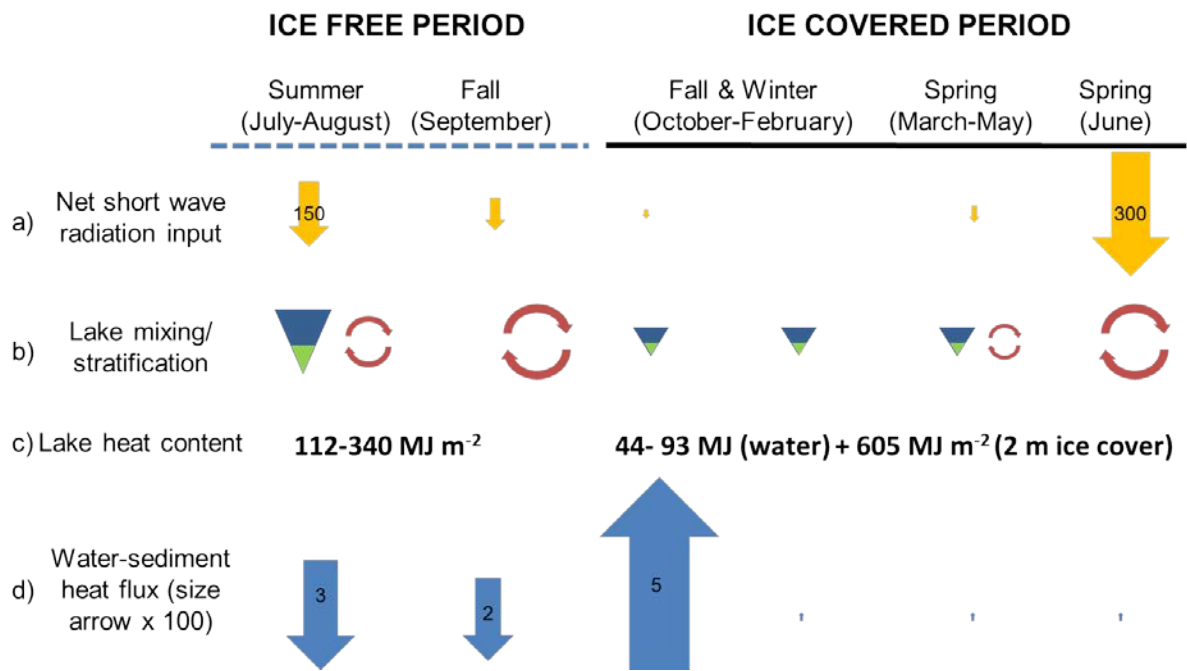 ICE FREE PERIOD
ICE COVERED PERIOD
Summer
(July-August)
Fall
(September)
Fall & Winter
(October-February)
Spring
(March-May)
Spring
(June)
a) Net short wave
radiation input
150
300
b) Lake mixing/
stratification
c) Lake heat content
112-340 MJ m⁻²
44- 93 MJ (water) + 605 MJ m⁻² (2 m ice cover)
d) Water-sediment
heat flux (size
arrow x 100)
3
2
5